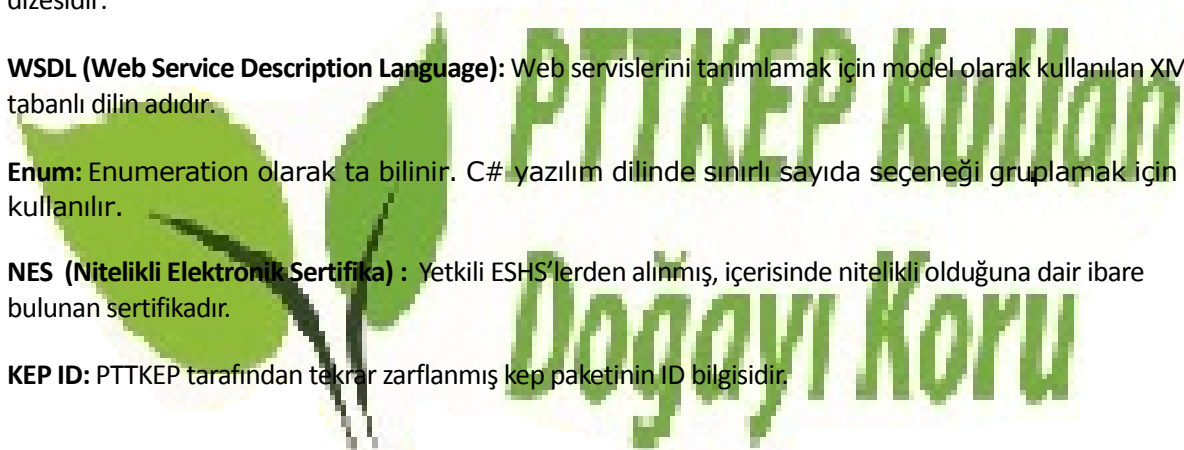 dizesidir.
WSDL (Web Service Description Language): Web servislerini tanımlamak için model olarak kullanılan XM
tabanlı dilin adıdır.
PTTKEP Kullan
Enum: Enumeration olarak ta bilinir. C# yazılım dilinde sınırlı sayıda seçeneği gruplamak için
kullanılır.
NES (Nitelikli Elektronik Sertifika) : Yetkili ESHS’lerden alınmış, içerisinde nitelikli olduğuna dair ibare
bulunan sertifikadır.
Doğayı Koru
KEP ID: PTTKEP tarafından tekrar zarflanmış kep paketinin ID bilgisidir.